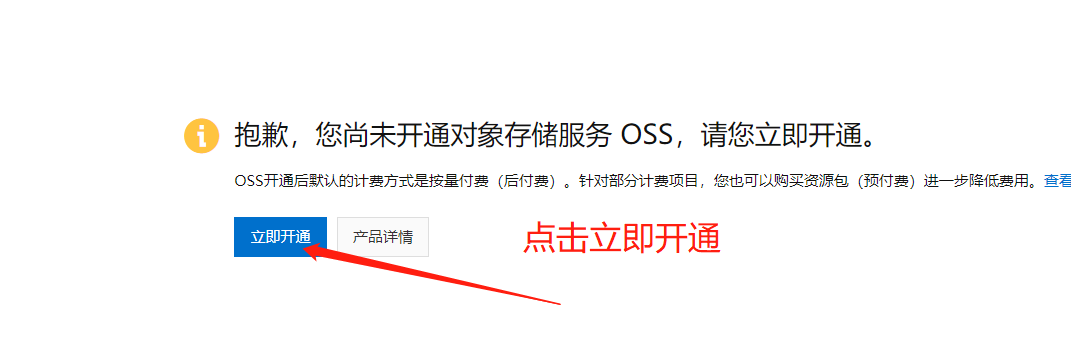 抱歉，您尚未开通对象存储服务 OSS，请您立即开通。
OSS开通后默认的计费方式是按量付费（后付费）。针对部分计费项目，您也可以购买资源包（预付费）进一步降低费用。查看
立即开通 产品详情 点击立即开通